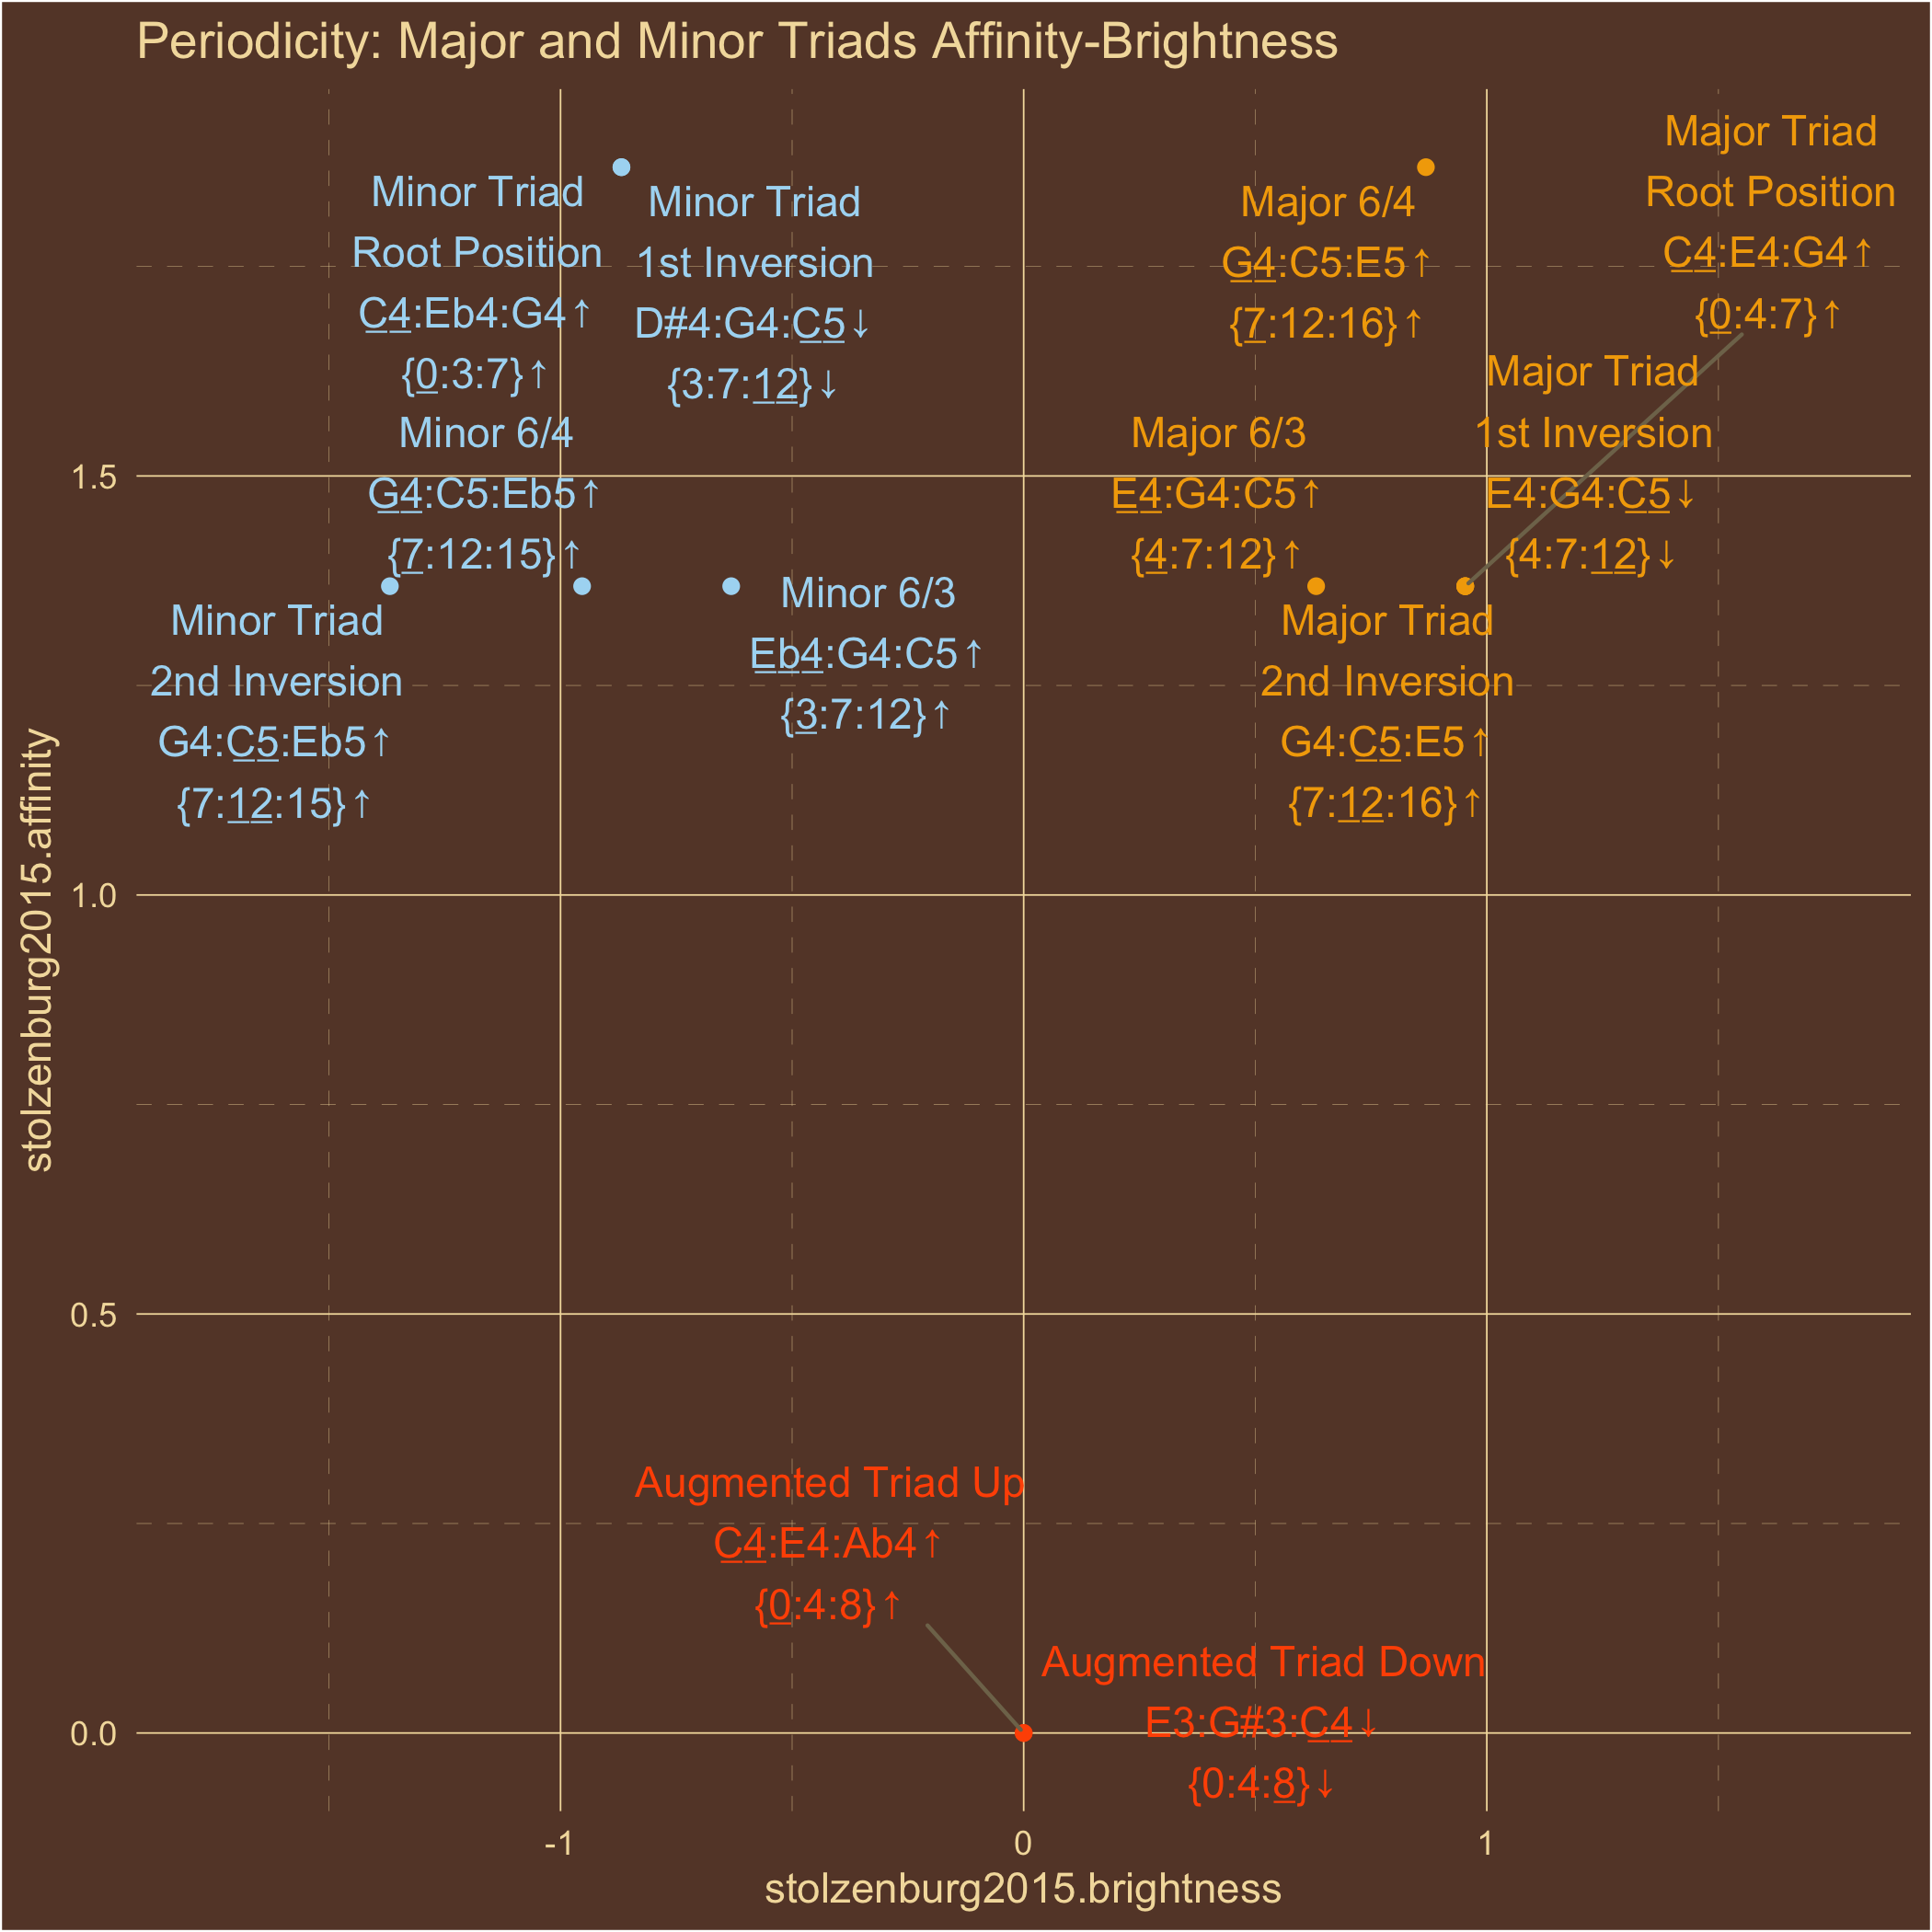 Periodicity: Major and Minor Triads Affinity-Brightness
Minor Triad
Root Position
C4:Eb4:G4↑
{0:3:7}↑
Minor Triad
1st Inversion
D#4:G4:C5↓
{3:7:12}↓
Major 6/4
G4:C5:E5↑
{7:12:16}↑
Major Triad
Root Position
C4:E4:G4↑
{0:4:7}↑
Minor 6/4
G4:C5:Eb5↑
{7:12:15}↑
Major 6/3
E4:G4:C5↑
{4:7:12}↑
Major Triad
1st Inversion
E4:G4:C5↓
{4:7:12}↓
Minor Triad
2nd Inversion
G4:C5:Eb5↑
{7:12:15}↑
Minor 6/3
Eb4:G4:C5↑
{3:7:12}↑
Major Triad
2nd Inversion
G4:C5:E5↑
{7:12:16}↑
Augmented Triad Up
C4:E4:Ab4↑
{0:4:8}↑
Augmented Triad Down
E3:G#3:C4↓
{0:4:8}↓
1.5
1.0
0.5
0.0
stolzenburg2015.affinity
-1
0
1
stolzenburg2015.brightness